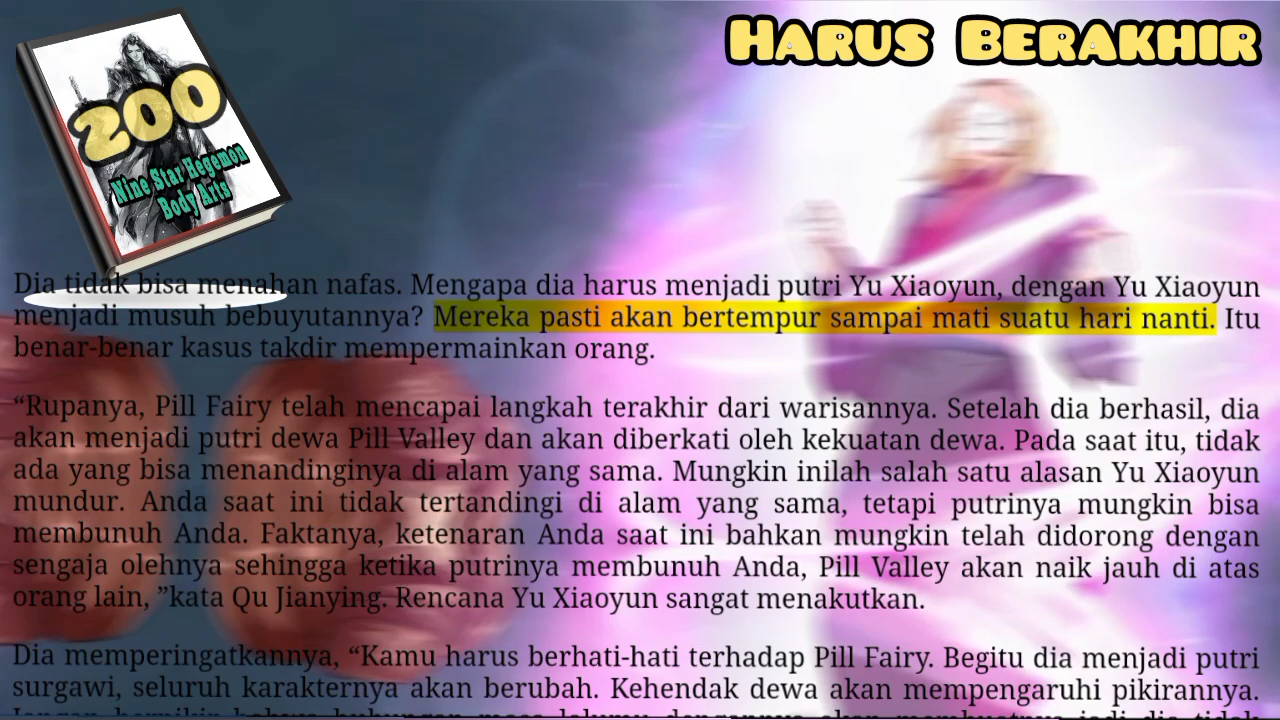 Harus Berakhir
200
Nine Star Hegemon
Body Arts
Dia tidak bisa menahan nafas. Mengapa dia harus menjadi putri Yu Xiaoyun, dengan Yu Xiaoyun
menjadi musuh bebuyutannya? Mereka pasti akan bertempur sampai mati suatu hari nanti. Itu
benar-benar kasus takdir mempermainkan orang.
“Rupanya, Pill Fairy telah mencapai langkah terakhir dari warisannya. Setelah dia berhasil, dia
akan menjadi putri dewa Pill Valley dan akan diberkati oleh kekuatan dewa. Pada saat itu, tidak
ada yang bisa menandinginya di alam yang sama. Mungkin inilah salah satu alasan Yu Xiaoyun
mundur. Anda saat ini tidak tertandingi di alam yang sama, tetapi putrinya mungkin bisa
membunuh Anda. Faktanya, ketenaran Anda saat ini bahkan mungkin telah didorong dengan
sengaja olehnya sehingga ketika putrinya membunuh Anda, Pill Valley akan naik jauh di atas
orang lain, ”kata Qu Jianying. Rencana Yu Xiaoyun sangat menakutkan.
Dia memperingatkannya, “Kamu harus berhati-hati terhadap Pill Fairy. Begitu dia menjadi putri
surgawi, seluruh karakternya akan berubah. Kehendak dewa akan mempengaruhi pikirannya.